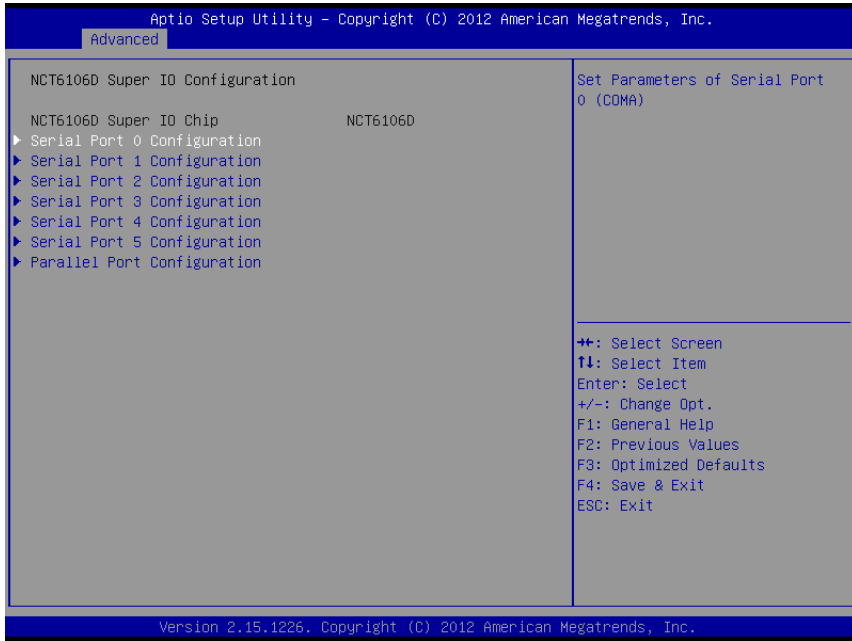 Aptio Setup Utility – Copyright (C) 2012 American Megatrends, Inc.
Advanced
NCT6106D Super IO Configuration
NCT6106D Super IO Chip NCT6106D
Serial Port 0 Configuration
Serial Port 1 Configuration
Serial Port 2 Configuration
Serial Port 3 Configuration
Serial Port 4 Configuration
Serial Port 5 Configuration
Parallel Port Configuration
Set Parameters of Serial Port
0 (COMA)
→←: Select Screen
↑↓: Select Item
Enter: Select
+/-: Change Opt.
F1: General Help
F2: Previous Values
F3: Optimized Defaults
F4: Save & Exit
ESC: Exit
Version 2.15.1226. Copyright (C) 2012 American Megatrends, Inc.